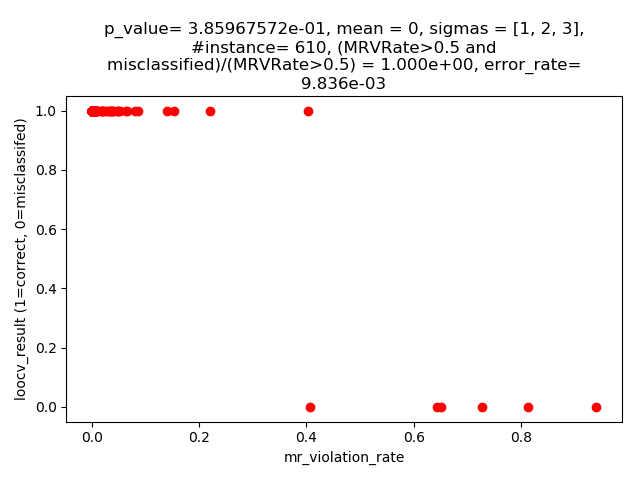 p_value= 3.85967572e-01, mean = 0, sigmas = [1, 2, 3],
#instance= 610, (MRVRate>0.5 and
misclassified)/(MRVRate>0.5) = 1.000e+00, error_rate=
9.836e-03
1.0
0.8
0.6
0.4
0.2
0.0
loocv_result (1=correct, 0=misclassifed)
0.0 0.2 0.4 0.6 0.8
mr_violation_rate